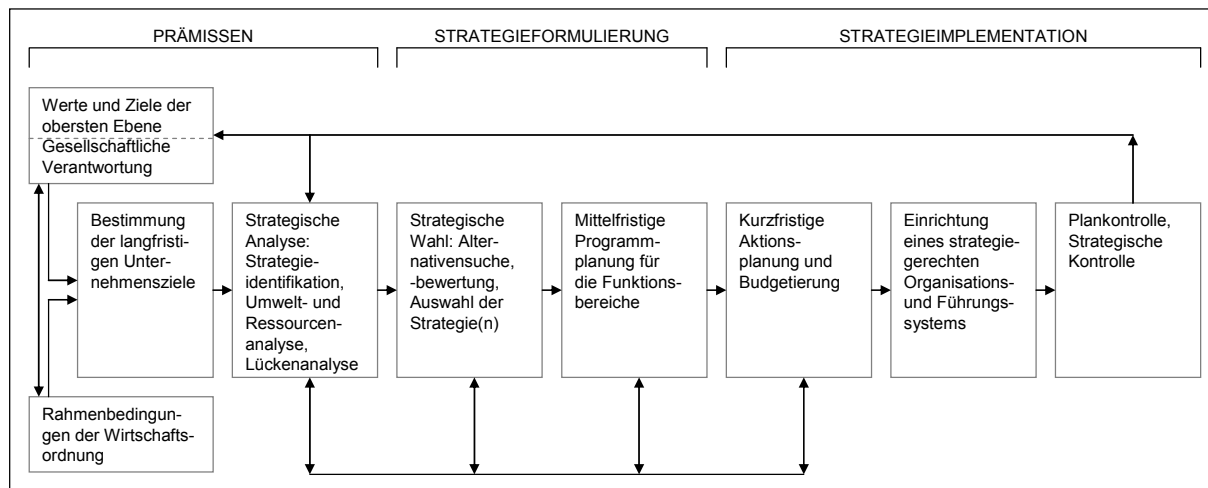 PRÄMISSEN
STRATEGIEFORMULIERUNG
STRATEGIEIMPLEMENTATION
Werte und Ziele der
obersten Ebene
Gesellschaftliche
Verantwortung
Bestimmung
der langfristi-
gen Unter-
nehmensziele
Strategische
Analyse:
Strategie-
identifikation,
Umwelt- und
Ressourcen-
analyse,
Lückenanalyse
Strategische
Wahl: Alter-
nativensuche,
-bewertung,
Auswahl der
Strategie(n)
Mittelfristige
Programm-
planung für
die Funktions-
bereiche
Kurzfristige
Aktions-
planung und
Budgetierung
Einrichtung
eines strategie-
gerechten
Organisations-
und Führungs-
systems
Plankontrolle,
Strategische
Kontrolle
Rahmenbedingun-
gen der Wirtschafts-
ordnung